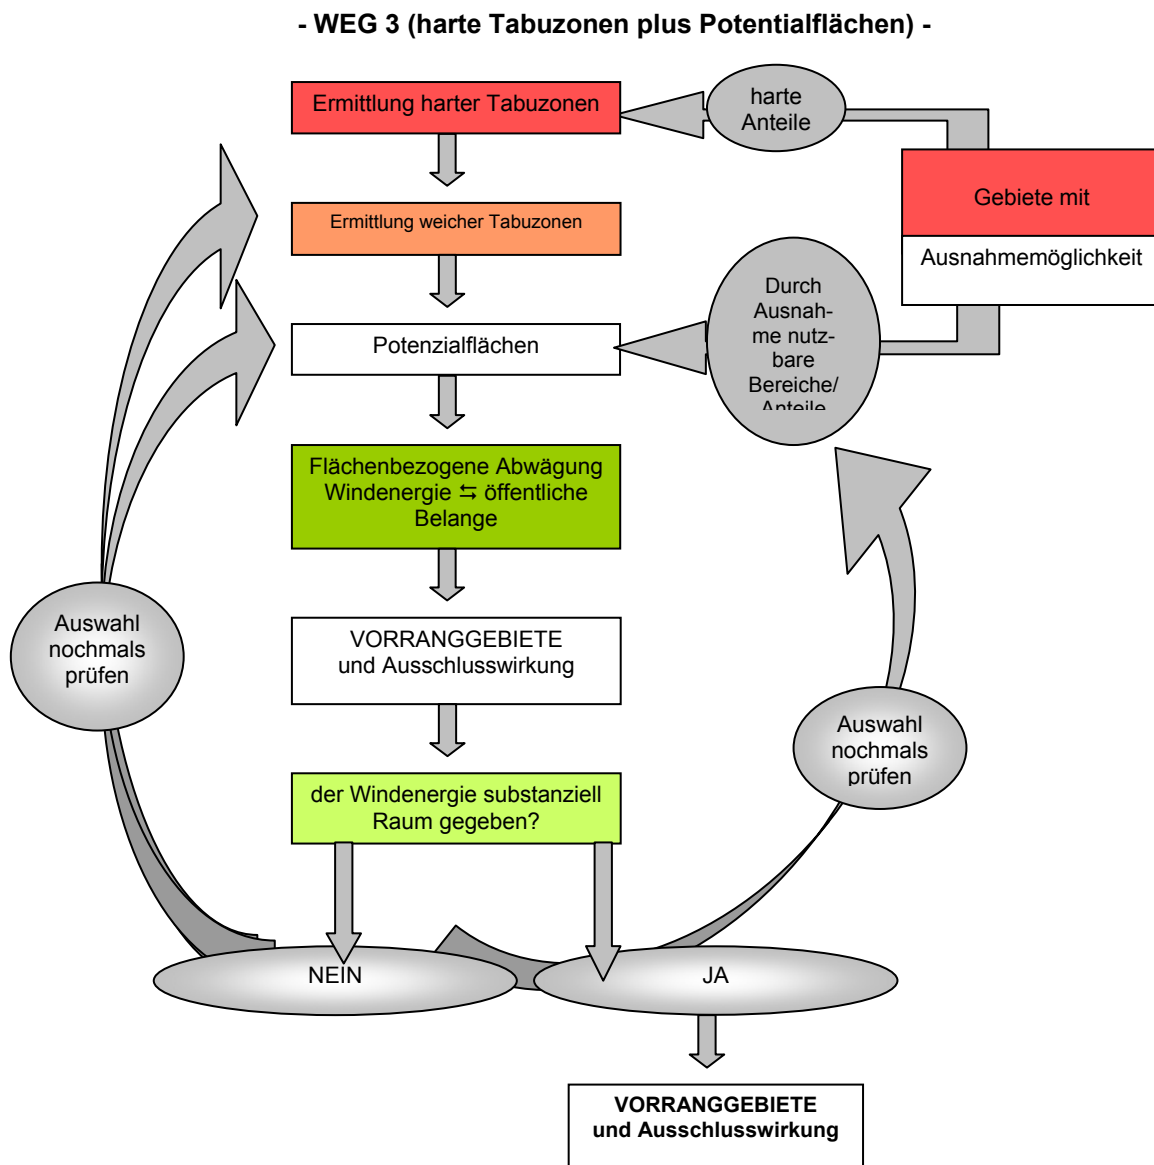 - WEG 3 (harte Tabuzonen plus Potentialflächen) -
Ermittlung harter Tabuzonen
harte
Anteile
Gebiete mit
Ausnahmemöglichkeit
Ermittlung weicher Tabuzonen
Durch
Ausnah-
me nutz-
bare
Bereiche/
Anteile
Potenzialflächen
Flächenbezogene Abwägung
Windenergie ⇆ öffentliche
Belange
Auswahl
nochmals
prüfen
VORRANGGEBIETE
und Ausschlusswirkung
Auswahl
nochmals
prüfen
der Windenergie substanziell
Raum gegeben?
NEIN
JA
VORRANGGEBIETE
und Ausschlusswirkung